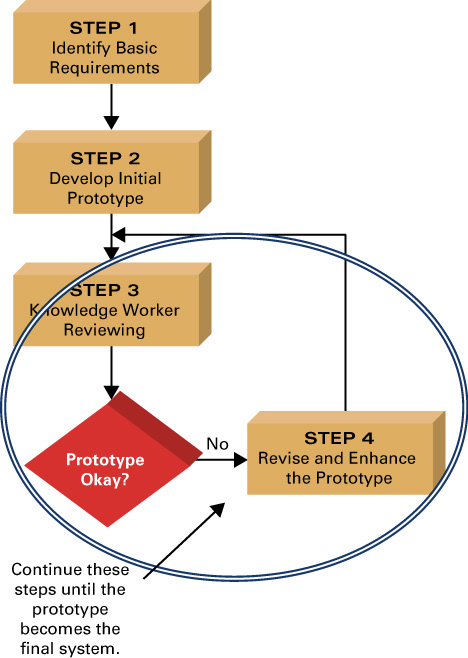 STEP 1
Identify Basic
Requirements
STEP 2
Develop Initial
Prototype
STEP 3
Knowledge Worker
Reviewing
Prototype
Okay?
No
STEP 4
Revise and Enhance
the Prototype
Continue these
steps until the
prototype
becomes the
final system.